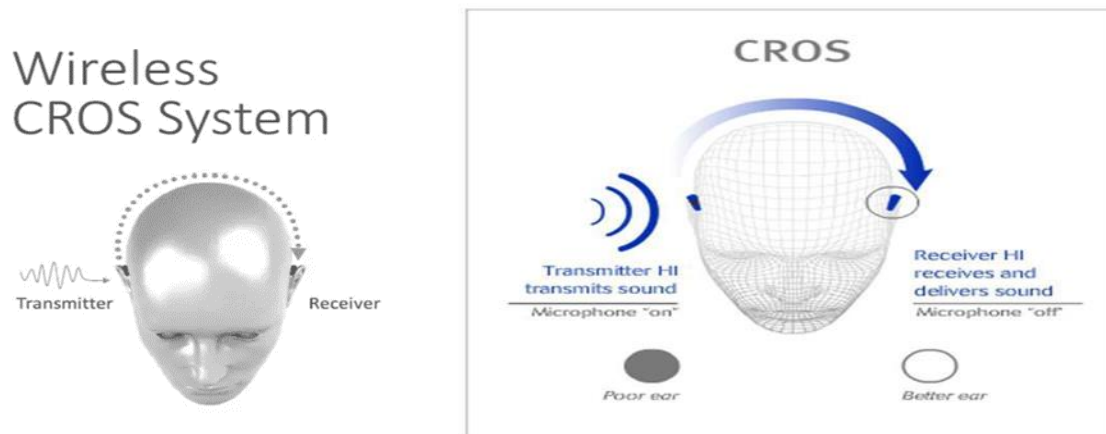 Wireless
CROS System
Transmitter
Receiver
CROS
Transmitter HI
transmits sound
Microphone "on"
Receiver HI
receives and
delivers sound
Microphone "off"
Poor ear
Better ear